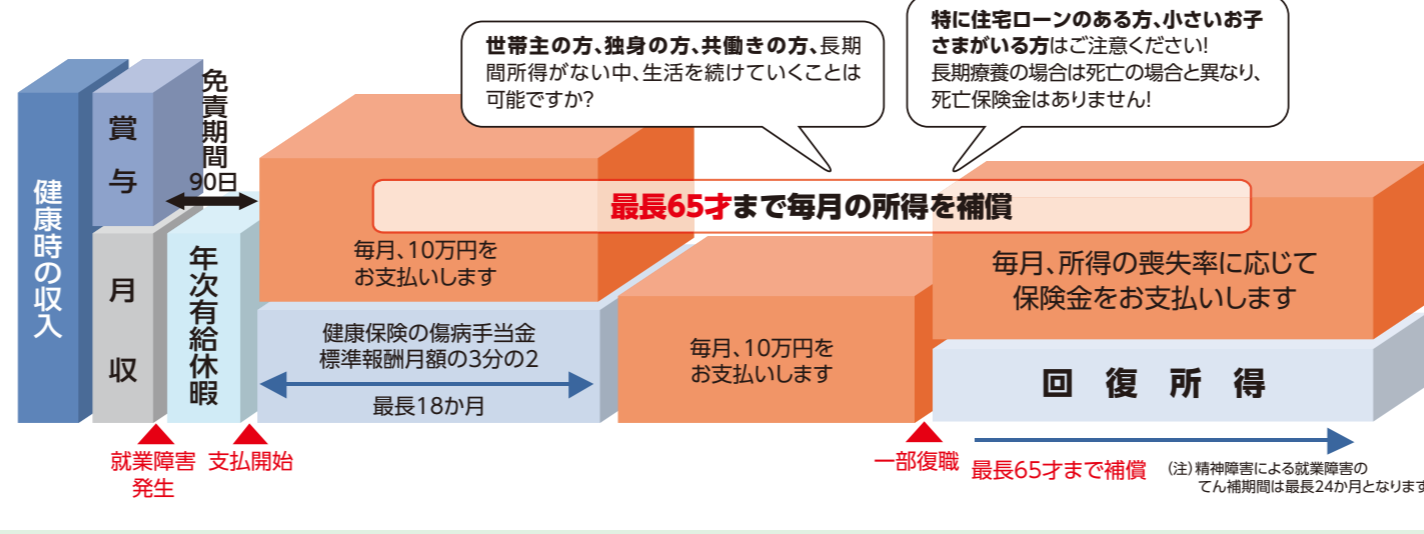 世帯主の方、独身の方、共働きの方、長期
間所得がない中、生活を続けていくことは
可能ですか?
特に住宅ローンのある方、小さいお子
さまがいる方はご注意ください!
長期療養の場合は死亡の場合と異なり、
死亡保険金はありません!
健康時の収入
賞与
月収
免責期間
90日
年次有給休暇
最長65才まで毎月の所得を補償
毎月、10万円を
お支払いします
健康保険の傷病手当金
標準報酬月額の3分の2
最長18か月
毎月、10万円を
お支払いします
毎月、所得の喪失率に応じて
保険金をお支払いします
回復所得
就業障害
発生
支払開始
一部復職
最長65才まで補償
(注)精神障害による就業障害の
てん補期間は最長24か月となります